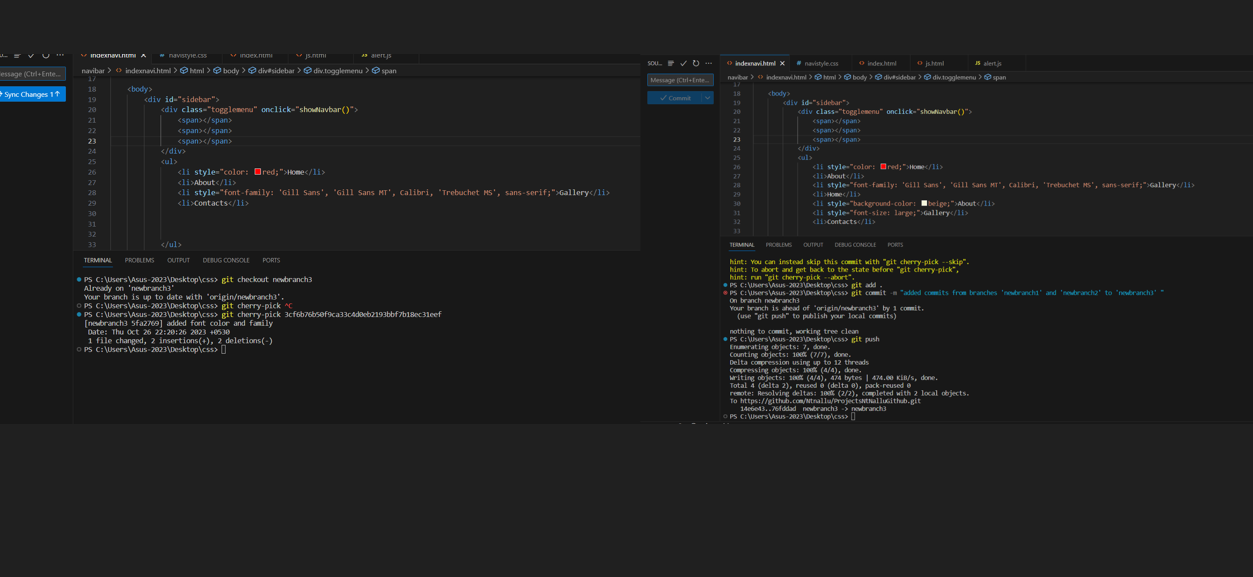 indexnavi.html
navistyle.css
index.html
js.html
alert.js
essage (Ctrl+Ente...
navibar > indexnavi.html > html > body > div#sidebar > div.togglemenu > span
Sync Changes 1
17
18 <body>
19 <div id="sidebar">
20 <div class="togglemenu" onclick="showNavbar()">
21 <span></span>
22 <span></span>
23 <span></span>
24 </div>
25 <ul>
26 <li style="color: red;">Home</li>
27 <li>About</li>
28 <li style="font-family: 'Gill Sans', 'Gill Sans MT', Calibri, 'Trebuchet MS', sans-serif;">Gallery</li>
29 <li>Contacts</li>
30
31
32
33 </ul>
TERMINAL PROBLEMS OUTPUT DEBUG CONSOLE PORTS
PS C:\Users\Asus-2023\Desktop\css> git checkout newbranch3
Already on 'newbranch3'
Your branch is up to date with 'origin/newbranch3'.
PS C:\Users\Asus-2023\Desktop\css> git cherry-pick ^C
PS C:\Users\Asus-2023\Desktop\css> git cherry-pick 3cf6b76b50f9ca33c4d0eb2193bbf7b18ec31eef
[newbranch3 5fa2769] added font color and family
Date: Thu Oct 26 22:20:26 2023 +0530
1 file changed, 2 insertions(+), 2 deletions(-)
PS C:\Users\Asus-2023\Desktop\css>
SOU...
indexnavi.html
navistyle.css
index.html
js.html
alert.js
Message (Ctrl+Ente...
navibar > indexnavi.html > html > body > div#sidebar > div.togglemenu > span
Commit
17
18 <body>
19 <div id="sidebar">
20 <div class="togglemenu" onclick="showNavbar()">
21 <span></span>
22 <span></span>
23 <span></span>
24 </div>
25 <ul>
26 <li style="color: red;">Home</li>
27 <li>About</li>
28 <li style="font-family: 'Gill Sans', 'Gill Sans MT', Calibri, 'Trebuchet MS', sans-serif;">Gallery</li>
29 <li>Home</li>
30 <li style="background-color: beige;">About</li>
31 <li style="font-size: large;">Gallery</li>
32 <li>Contacts</li>
33
TERMINAL PROBLEMS OUTPUT DEBUG CONSOLE PORTS
hint: You can instead skip this commit with "git cherry-pick --skip".
hint: To abort and get back to the state before "git cherry-pick",
hint: run "git cherry-pick --abort".
PS C:\Users\Asus-2023\Desktop\css> git add .
PS C:\Users\Asus-2023\Desktop\css> git commit -m "added commits from branches 'newbranch1' and 'newbranch2' to 'newbranch3' "
On branch newbranch3
Your branch is ahead of 'origin/newbranch3' by 1 commit.
(use "git push" to publish your local commits)
nothing to commit, working tree clean
PS C:\Users\Asus-2023\Desktop\css> git push
Enumerating objects: 7, done.
Counting objects: 100% (7/7), done.
Delta compression using up to 12 threads
Compressing objects: 100% (4/4), done.
Writing objects: 100% (4/4), 474 bytes | 474.00 KiB/s, done.
Total 4 (delta 2), reused 0 (delta 0), pack-reused 0
remote: Resolving deltas: 100% (2/2), completed with 2 local objects.
To https://github.com/Ntnallu/ProjectsNtNalluGithub.git
14e6e43..76fddad newbranch3 -> newbranch3
PS C:\Users\Asus-2023\Desktop\css>